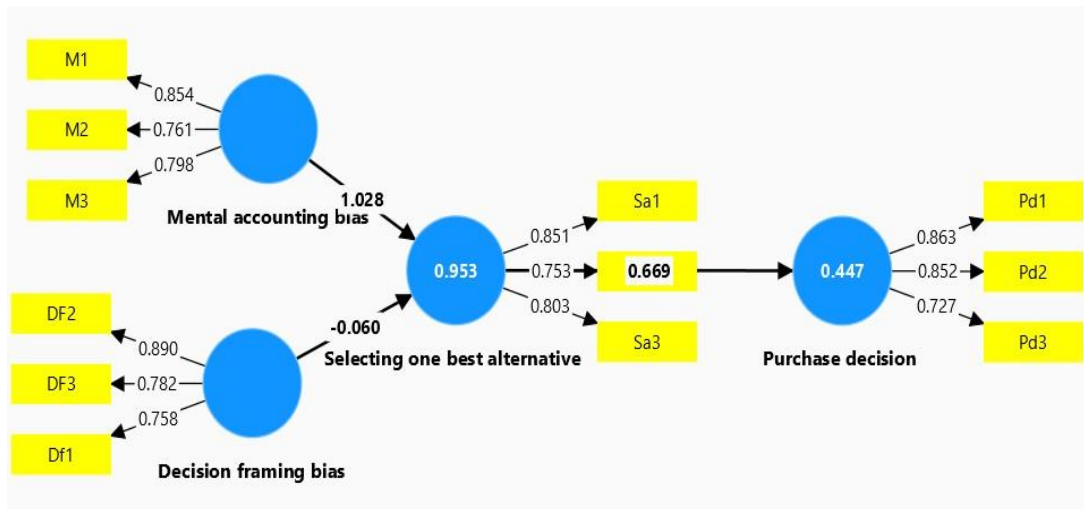 M1
0.854
M2
0.761
M3
0.798
Mental accounting bias
1.028
DF2
0.890
DF3
0.782
Df1
0.758
Decision framing bias
-0.060
0.953
Selecting one best alternative
Sa1
0.851
0.753
0.669
0.803
Sa3
0.447
Purchase decision
Pd1
0.863
Pd2
0.852
Pd3
0.727